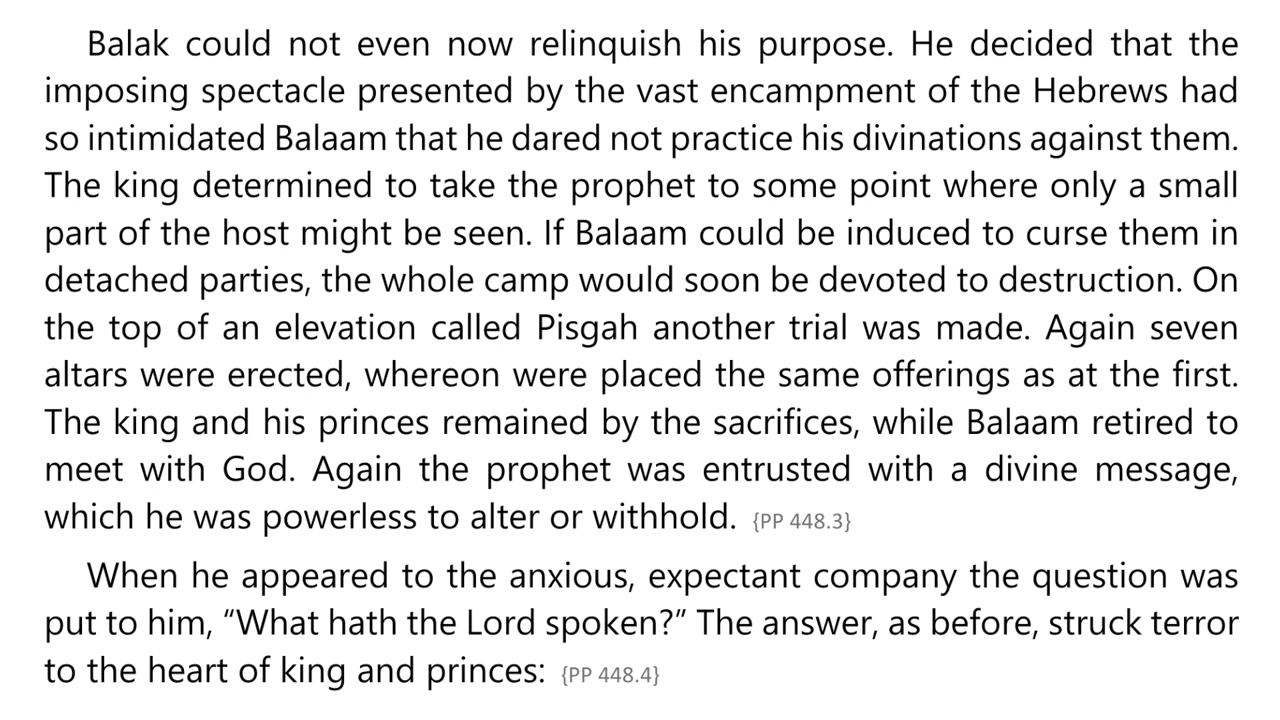 Balak could not even now relinquish his purpose. He decided that the
imposing spectacle presented by the vast encampment of the Hebrews had
so intimidated Balaam that he dared not practice his divinations against them.
The king determined to take the prophet to some point where only a small
part of the host might be seen. If Balaam could be induced to curse them in
detached parties, the whole camp would soon be devoted to destruction. On
the top of an elevation called Pisgah another trial was made. Again seven
altars were erected, whereon were placed the same offerings as at the first.
The king and his princes remained by the sacrifices, while Balaam retired to
meet with God. Again the prophet was entrusted with a divine message,
which he was powerless to alter or withhold. {PP 448.3}
When he appeared to the anxious, expectant company the question was
put to him, “What hath the Lord spoken?” The answer, as before, struck terror
to the heart of king and princes: {PP 448.4}